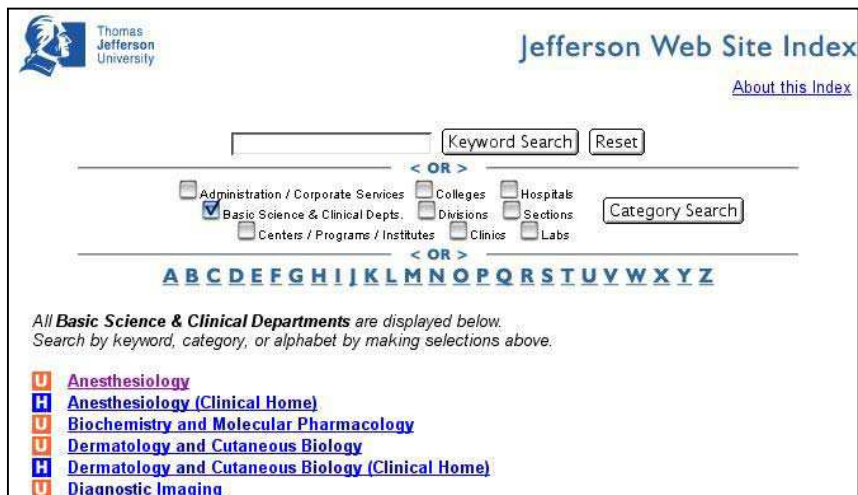 Thomas
Jefferson
University
Jefferson Web Site Index
About this Index
Keyword Search Reset
< OR >
Administration / Corporate Services Colleges Hospitals
Basic Science & Clinical Depts. Divisions Sections
Centers / Programs / Institutes Clinics Labs
Category Search
< OR >
A B C D E F G H I J K L M N O P Q R S T U V W X Y Z
All Basic Science & Clinical Departments are displayed below.
Search by keyword, category, or alphabet by making selections above.
U Anesthesiology
H Anesthesiology (Clinical Home)
U Biochemistry and Molecular Pharmacology
U Dermatology and Cutaneous Biology
H Dermatology and Cutaneous Biology (Clinical Home)
U Diagnostic Imaging